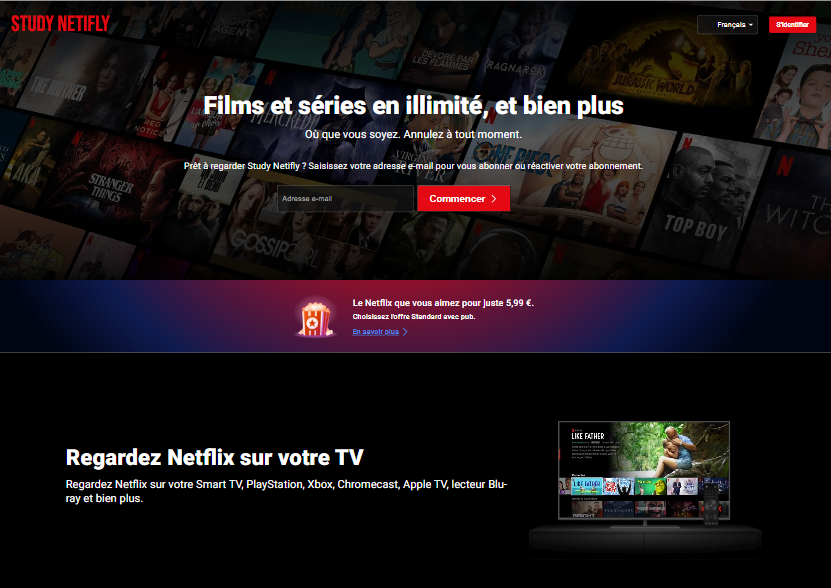 STUDY NETIFLY
Français
S'identifier
NIGHT
AGENT
DÉVORÉ PAR
LES FLAMMES
RAGNARÖK
JURASSIC WORLD
THE MOTHER
RED
NOTICE
Films et séries en illimité, et bien plus
Où que vous soyez. Annulez à tout moment.
Prêt à regarder Study Netifly ? Saisissez votre adresse e-mail pour vous abonner ou réactiver votre abonnement.
STRANGER
THINGS
Adresse e-mail
Commencer
TOP BOY
THE
GOSSIP GIRL
Le Netflix que vous aimez pour juste 5,99 €.
Choisissez l'offre Standard avec pub.
En savoir plus
Regardez Netflix sur votre TV
Regardez Netflix sur votre Smart TV, PlayStation, Xbox, Chromecast, Apple TV, lecteur Blu-
ray et bien plus.
LIKE FATHER
LIKE FATHER